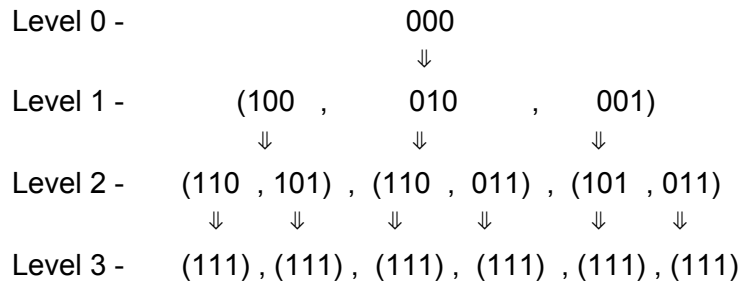 Level 0 - 000
⇓
Level 1 - (100 , 010 , 001)
⇓ ⇓ ⇓
Level 2 - (110 , 101) , (110 , 011) , (101 , 011)
⇓ ⇓ ⇓ ⇓ ⇓ ⇓
Level 3 - (111) , (111) , (111) , (111) , (111) , (111)